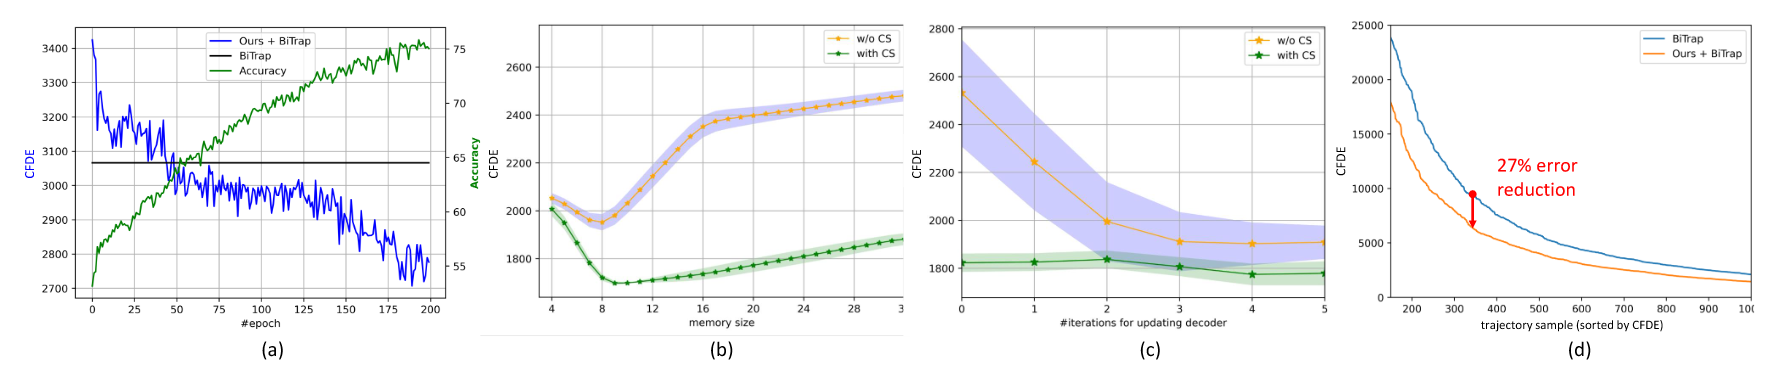 3400
3300
3200
3100
3000
2900
2800
2700
CFDE
Ours + BiTrap
BiTrap
Accuracy
75
70
65
60
55
Accuracy
0 25 50 75 100 125 150 175 200
#epoch
(a)
2600
2400
2200
2000
1800
CFDE
w/o CS
with CS
4 8 12 16 20 24 28 32
memory size
(b)
2800
2600
2400
2200
2000
1800
CFDE
w/o CS
with CS
0 1 2 3 4 5
#iterations for updating decoder
(c)
25000
20000
15000
10000
5000
0
CFDE
BiTrap
Ours + BiTrap
27% error
reduction
200 300 400 500 600 700 800 900 100
trajectory sample (sorted by CFDE)
(d)